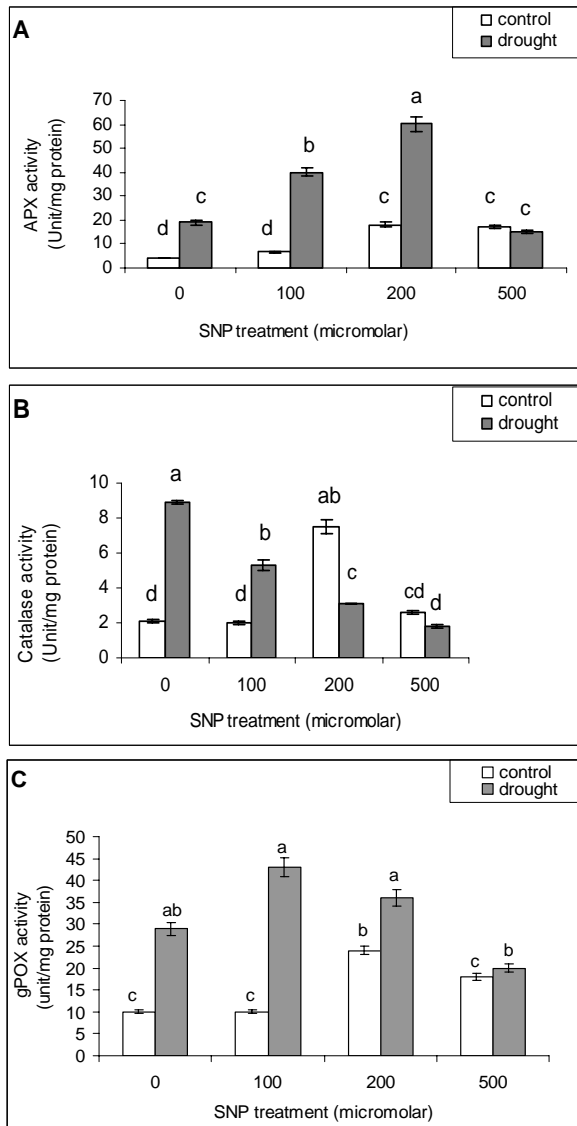 A
control
drought
APX activity
(Unit/mg protein)
70
60
50
40
30
20
10
0
d c d b c a c c
0 100 200 500
SNP treatment (micromolar)
B
control
drought
Catalase activity
(Unit/mg protein)
10
8
6
4
2
0
d a d b ab c cd d
0 100 200 500
SNP treatment (micromolar)
C
control
drought
gPOX activity
(unit/mg protein)
50
45
40
35
30
25
20
15
10
5
0
c ab c a b a c b
0 100 200 500
SNP treatment (micromolar)